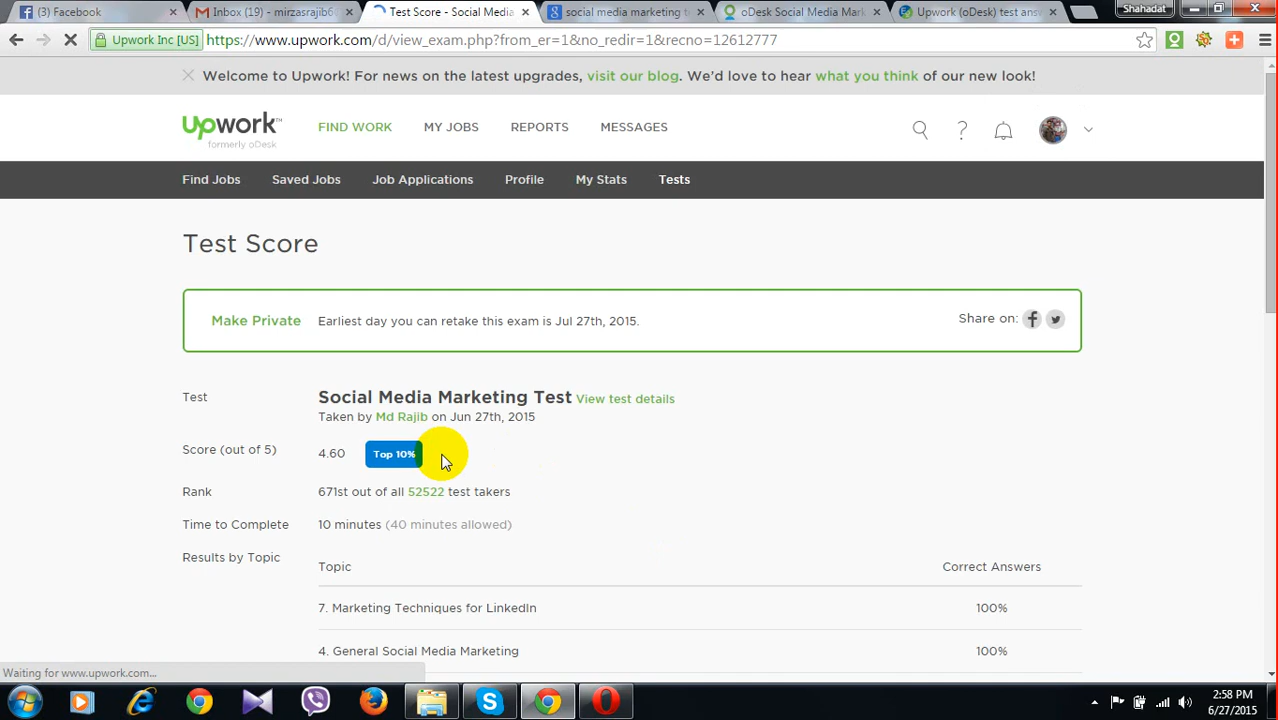 (3) Facebook
Inbox (19) - mirzasrajib6
Test Score - Social Media
social media marketing t
oDesk Social Media Mark
Upwork (oDesk) test answ
Shahadat
Upwork Inc [US]
https://www.upwork.com/d/view_exam.php?from_er=1&no_redir=1&recno=12612777
Welcome to Upwork! For news on the latest upgrades, visit our blog. We'd love to hear what you think of our new look!
upwork™
formerly oDesk
FIND WORK
MY JOBS
REPORTS
MESSAGES
Find Jobs
Saved Jobs
Job Applications
Profile
My Stats
Tests
Test Score
Make Private
Earliest day you can retake this exam is Jul 27th, 2015.
Share on:
Test
Social Media Marketing Test View test details
Taken by Md Rajib on Jun 27th, 2015
Score (out of 5)
4.60
Top 10%
Rank
671st out of all 52522 test takers
Time to Complete
10 minutes (40 minutes allowed)
Results by Topic
Topic
Correct Answers
7. Marketing Techniques for LinkedIn
100%
4. General Social Media Marketing
100%
Waiting for www.upwork.com...
2:58 PM
6/27/2015